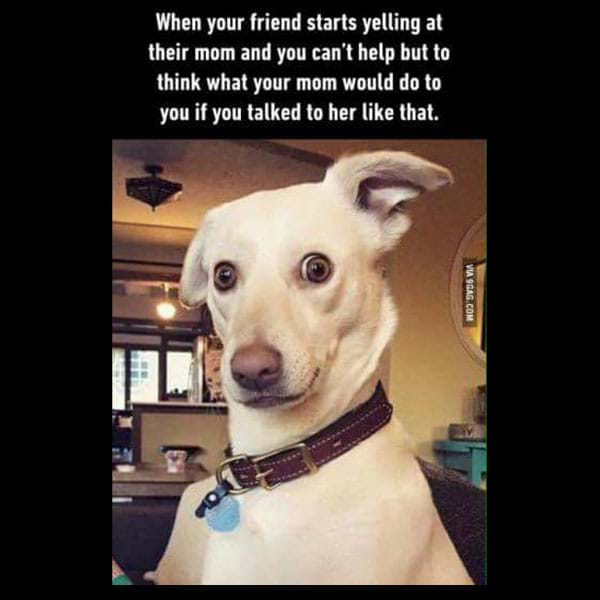 When your friend starts yelling at
their mom and you can't help but to
think what your mom would do to
you if you talked to her like that.
VIA 9GAG.COM